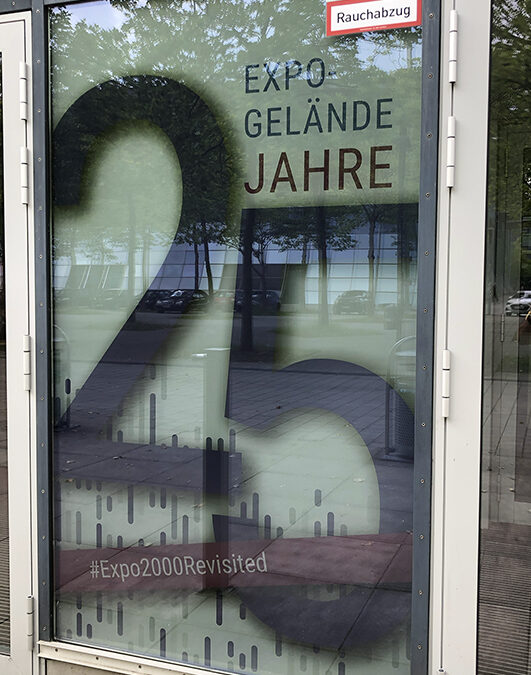 Rauchabzug
EXPO-
GELÄNDE
JAHRE
25
#Expo2000Revisited